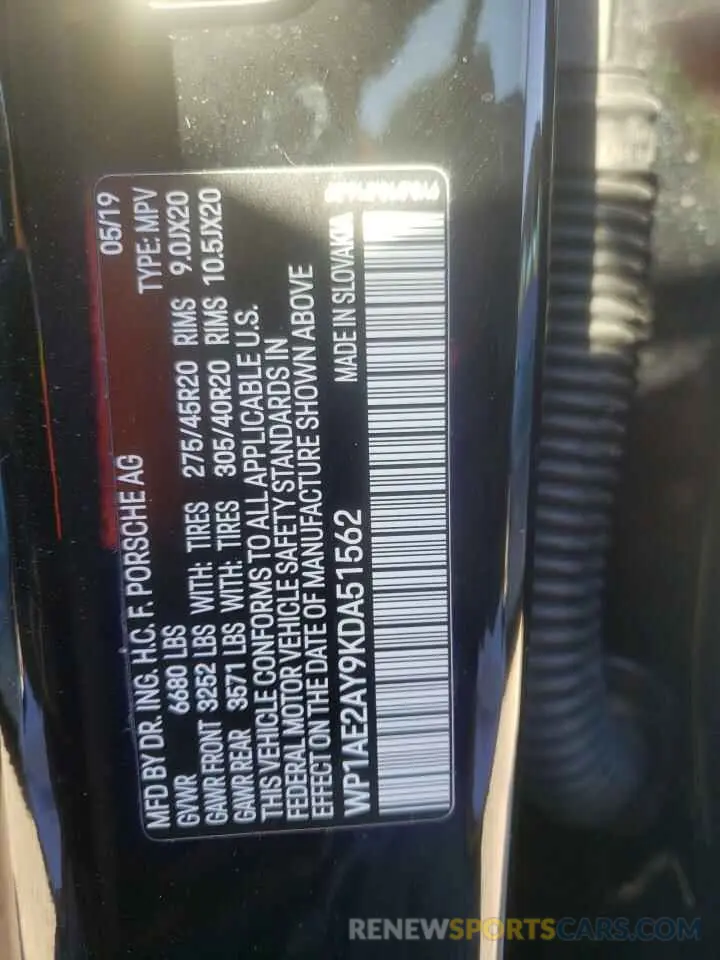 MFD BY DR. ING. H.C. F. PORSCHE AG 05/19
GVWR 6680 LBS TYPE: MPV
GAWR FRONT 3252 LBS WITH: TIRES 275/45R20 RIMS 9.0JX20
GAWR REAR 3571 LBS WITH: TIRES 305/40R20 RIMS 10.5JX20
THIS VEHICLE CONFORMS TO ALL APPLICABLE U.S.
FEDERAL MOTOR VEHICLE SAFETY STANDARDS IN
EFFECT ON THE DATE OF MANUFACTURE SHOWN ABOVE
WP1AE2AY9KDA51562 MADE IN SLOVAKIA
RENEWSPORTSCARS.COM